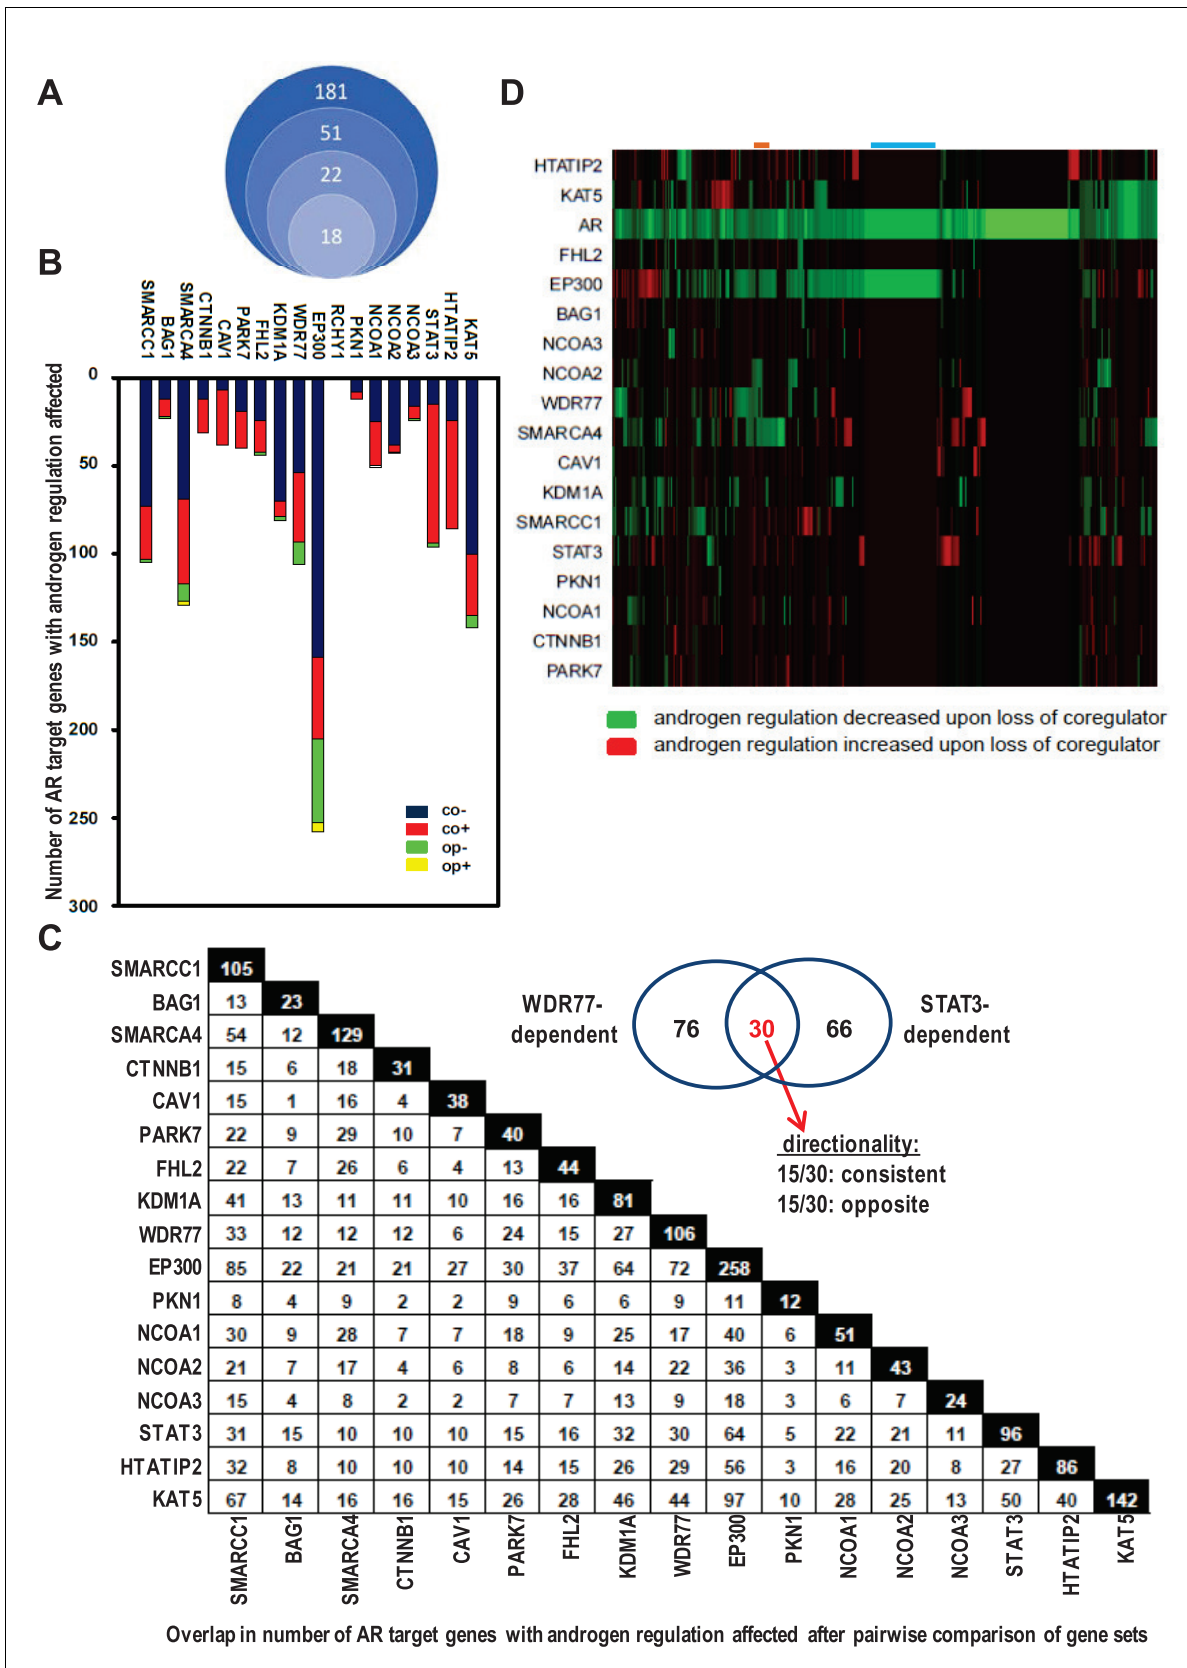 A
181
51
22
18
B
SMARCC1
BAG1
SMARCA4
CTNNB1
CAV1
PARK7
FHL2
KDM1A
WDR77
EP300
RCHY1
PKN1
NCOA1
NCOA2
NCOA3
STAT3
HTATIP2
KAT5
Number of AR target genes with androgen regulation affected
0
50
100
150
200
250
300
co-
co+
op-
op+
D
HTATIP2
KAT5
AR
FHL2
EP300
BAG1
NCOA3
NCOA2
WDR77
SMARCA4
CAV1
KDM1A
SMARCC1
STAT3
PKN1
NCOA1
CTNNB1
PARK7
androgen regulation decreased upon loss of coregulator
androgen regulation increased upon loss of coregulator
C
SMARCC1 105
BAG1 13 23
SMARCA4 54 12 129
CTNNB1 15 6 18 31
CAV1 15 1 16 4 38
PARK7 22 9 29 10 7 40
FHL2 22 7 26 6 4 13 44
KDM1A 41 13 11 11 10 16 16 81
WDR77 33 12 12 12 6 24 15 27 106
EP300 85 22 21 21 27 30 37 64 72 258
PKN1 8 4 9 2 2 9 6 6 9 11 12
NCOA1 30 9 28 7 7 18 9 25 17 40 6 51
NCOA2 21 7 17 4 6 8 6 14 22 36 3 11 43
NCOA3 15 4 8 2 2 7 7 13 9 18 3 6 7 24
STAT3 31 15 10 10 10 15 16 32 30 64 5 22 21 11 96
HTATIP2 32 8 10 10 10 14 15 26 29 56 3 16 20 8 27 86
KAT5 67 14 16 16 15 26 28 46 44 97 10 28 25 13 50 40 142
SMARCC1
BAG1
SMARCA4
CTNNB1
CAV1
PARK7
FHL2
KDM1A
WDR77
EP300
PKN1
NCOA1
NCOA2
NCOA3
STAT3
HTATIP2
KAT5
WDR77-
dependent
76
30
66
STAT3-
dependent
directionality:
15/30: consistent
15/30: opposite
Overlap in number of AR target genes with androgen regulation affected after pairwise comparison of gene sets